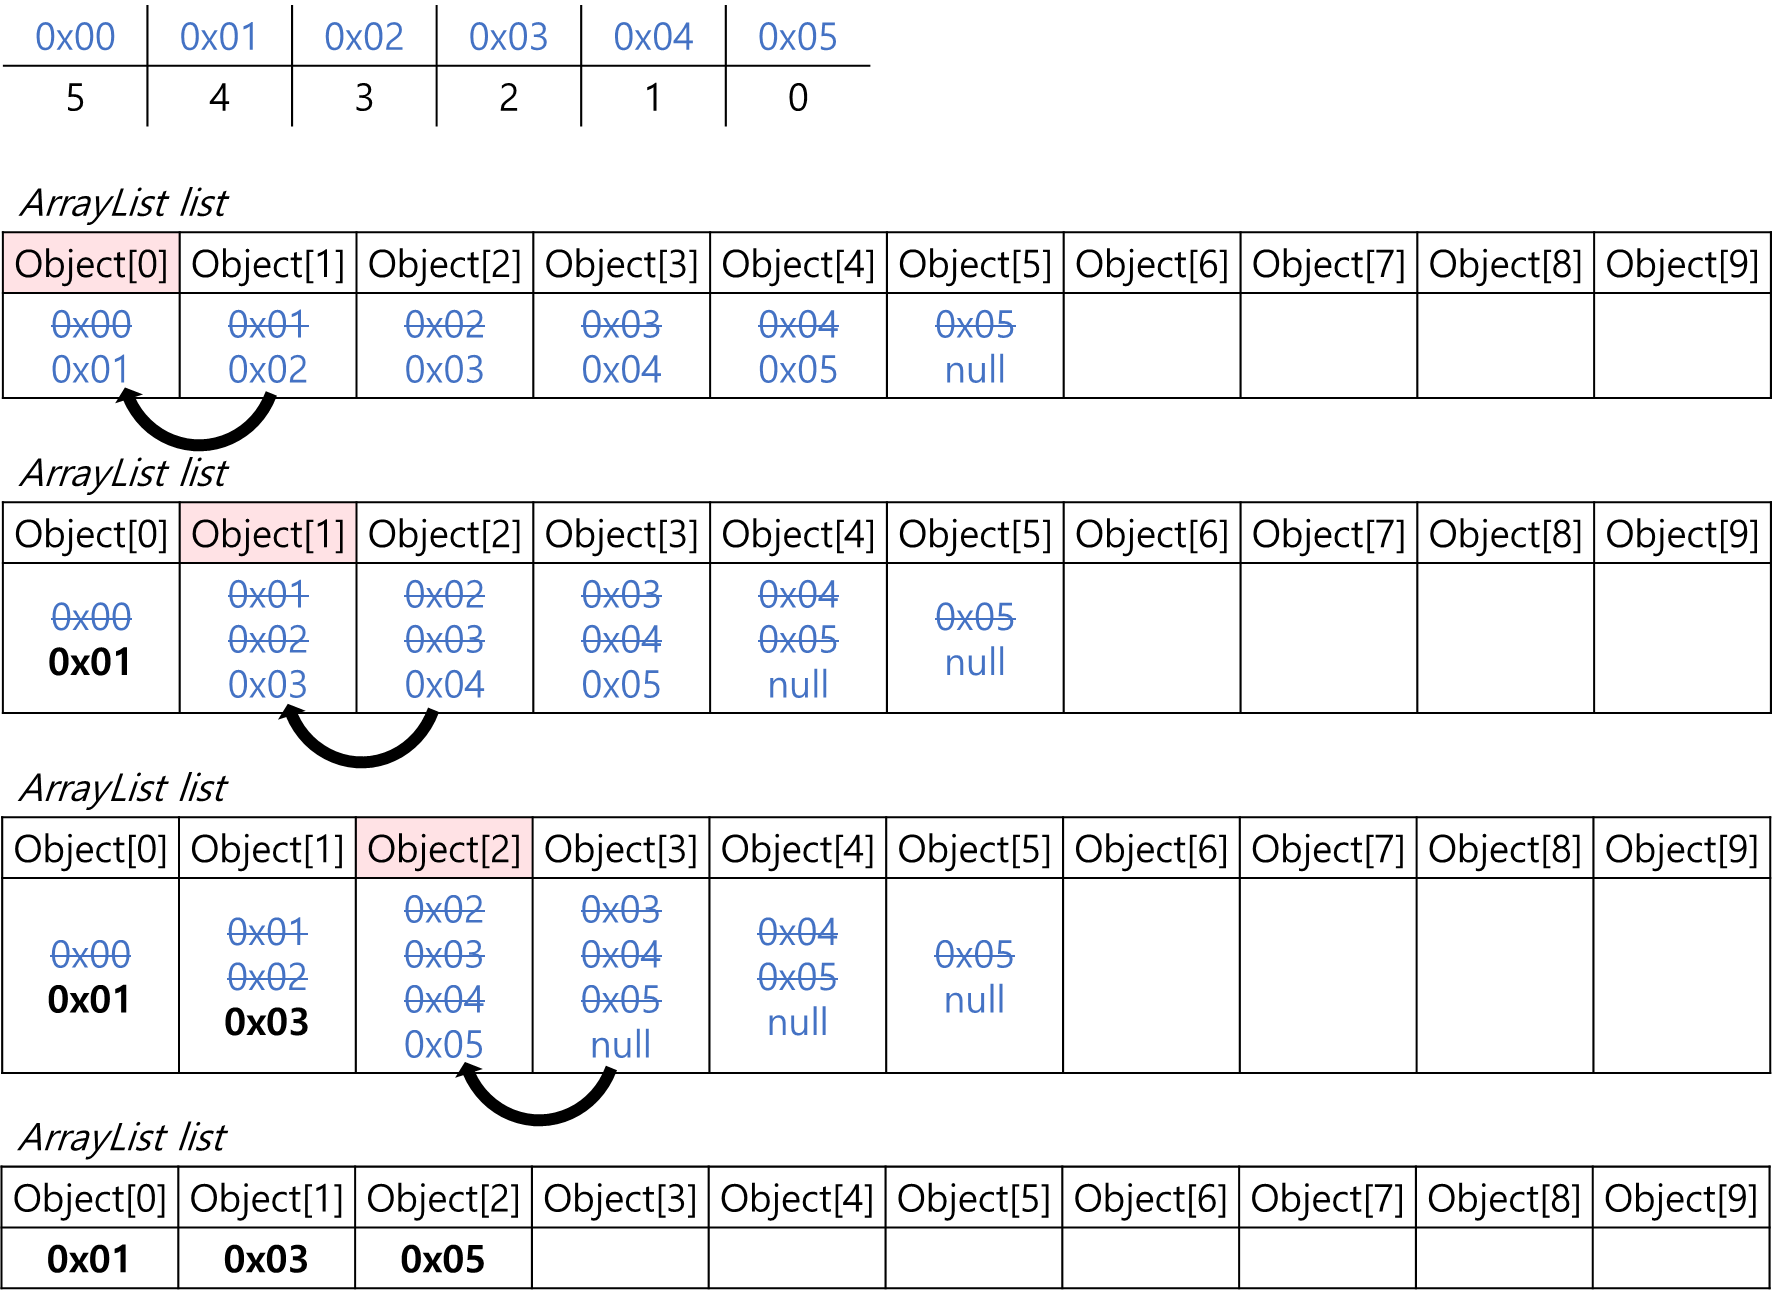 0x00 0x01 0x02 0x03 0x04 0x05
5 4 3 2 1 0
ArrayList list
Object[0] Object[1] Object[2] Object[3] Object[4] Object[5] Object[6] Object[7] Object[8] Object[9]
0x00 0x01 0x02 0x03 0x04 0x05
0x01 0x02 0x03 0x04 0x05 null
ArrayList list
Object[0] Object[1] Object[2] Object[3] Object[4] Object[5] Object[6] Object[7] Object[8] Object[9]
0x01 0x02 0x03 0x04
0x00 0x05
0x02 0x03 0x04 0x05
0x01 null
0x03 0x04 0x05 null
ArrayList list
Object[0] Object[1] Object[2] Object[3] Object[4] Object[5] Object[6] Object[7] Object[8] Object[9]
0x02 0x03
0x01 0x04
0x00 0x03 0x04 0x05
0x02 0x05
0x01 0x04 0x05 null
0x03 null
0x05 null
ArrayList list
Object[0] Object[1] Object[2] Object[3] Object[4] Object[5] Object[6] Object[7] Object[8] Object[9]
0x01 0x03 0x05